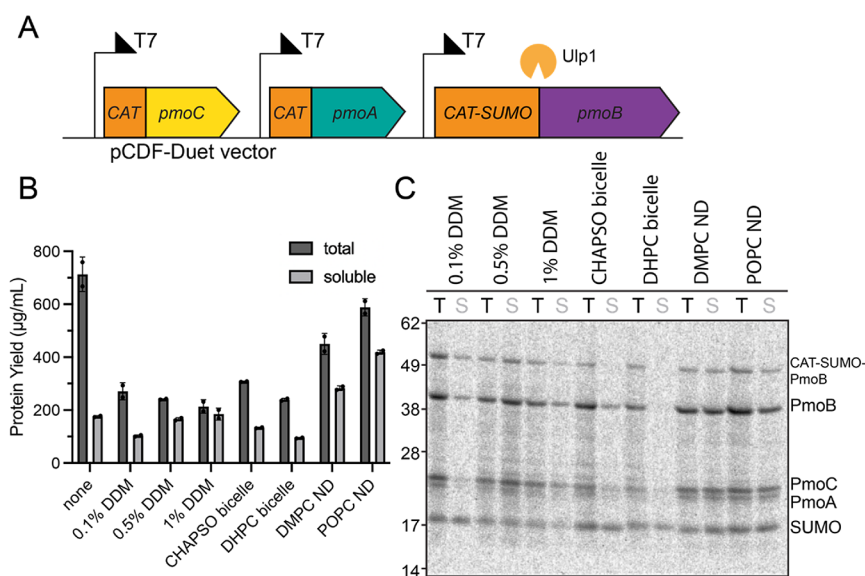 A
T7
T7
T7
Ulp1
CAT
pmoC
CAT
pmoA
CAT-SUMO
pmoB
pCDF-Duet vector
B
Protein Yield (µg/mL)
800
600
400
200
0
total
soluble
none
0.1% DDM
0.5% DDM
1% DDM
CHAPSO bicelle
DHPC bicelle
DMPC ND
POPC ND
C
0.1% DDM
0.5% DDM
1% DDM
CHAPSO bicelle
DHPC bicelle
DMPC ND
POPC ND
T S T S T S T S T S T S T S
62
49
38
28
17
14
CAT-SUMO-
PmoB
PmoB
PmoC
PmoA
SUMO